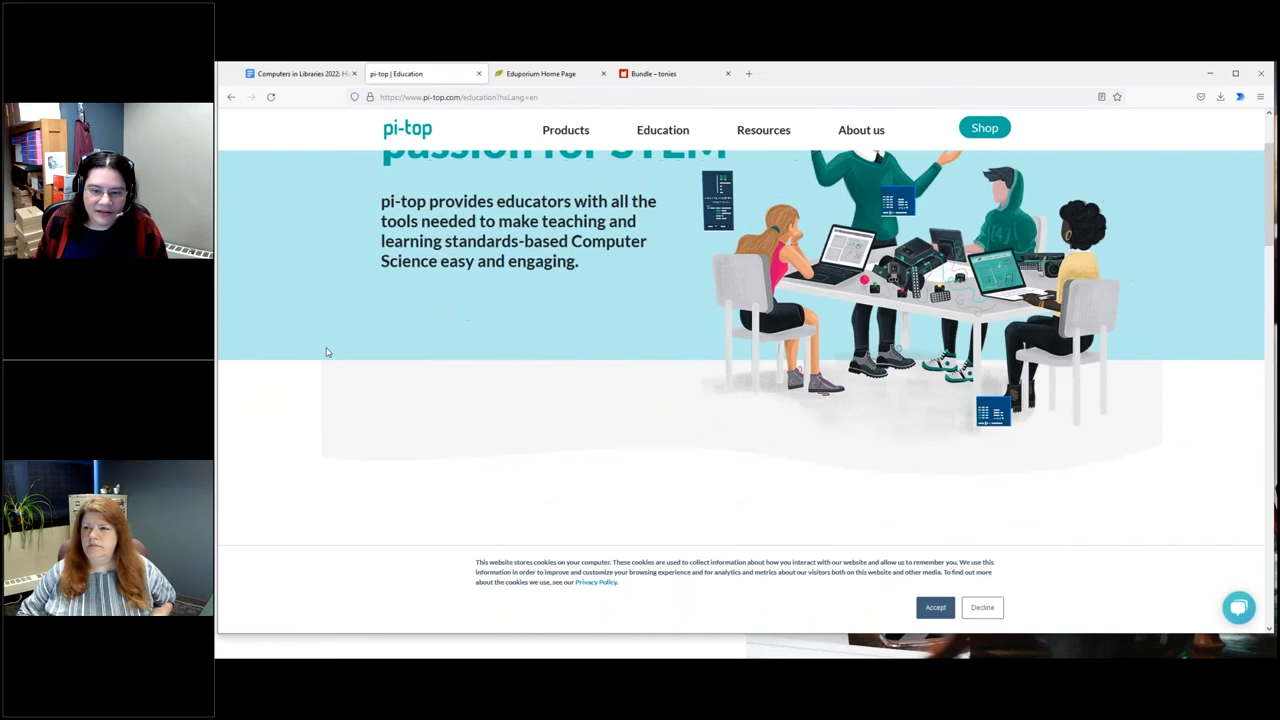 Computers in Libraries 2022: Hi
pi-top | Education
Eduporium Home Page
Bundle – tonies
https://www.pi-top.com/education?hsLang=en
pi-top
Products
Education
Resources
About us
Shop
passion for STEM
pi-top provides educators with all the
tools needed to make teaching and
learning standards-based Computer
Science easy and engaging.
This website stores cookies on your computer. These cookies are used to collect information about how you interact with our website and allow us to remember you. We use this
information in order to improve and customize your browsing experience and for analytics and metrics about our visitors both on this website and other media. To find out more
about the cookies we use, see our Privacy Policy.
Accept
Decline